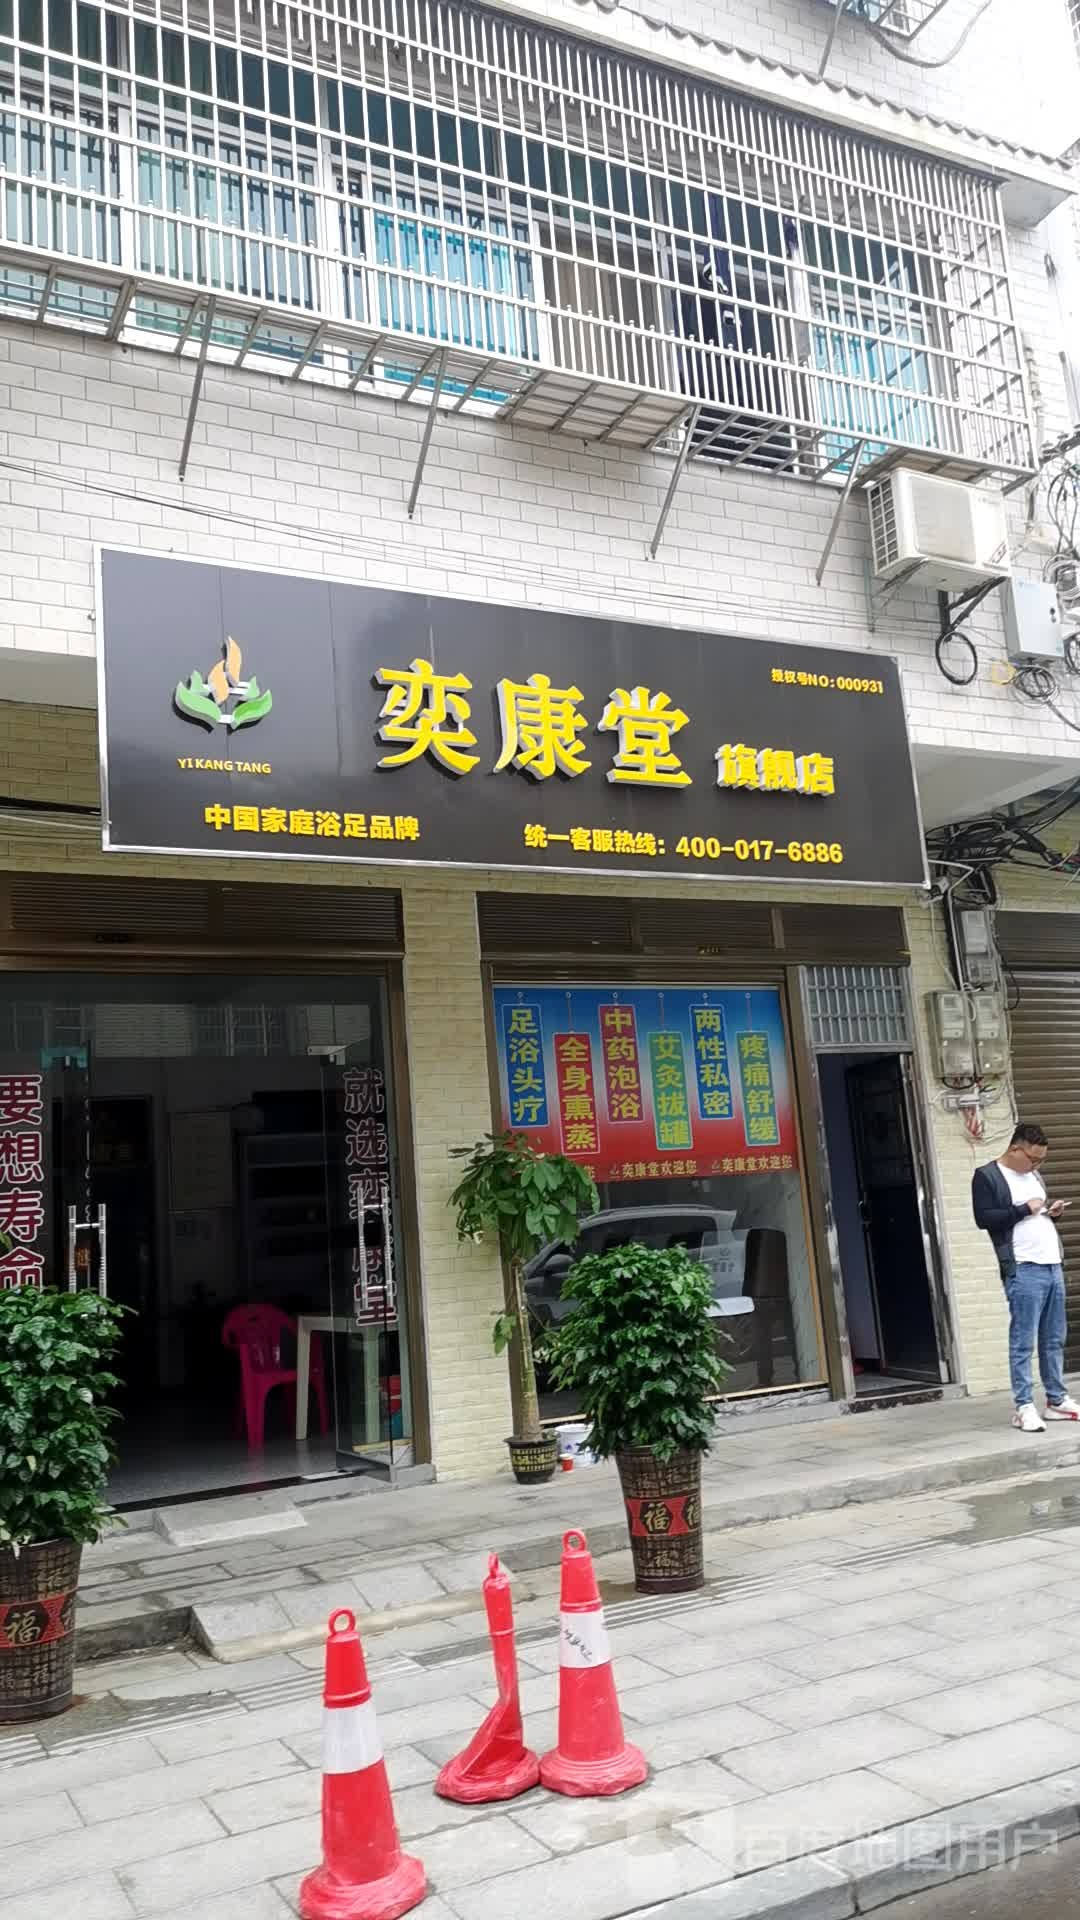 授权号NO:000931
奕康堂 旗舰店
YI KANG TANG
中国家庭浴足品牌
统一客服热线：400-017-6886
足浴头疗
全身熏蒸
中药泡浴
艾灸拔罐
两性私密
疼痛舒缓
奕康堂欢迎您 奕康堂欢迎您
要想寿命
就选奕康堂
福
福
福
百度地图用户